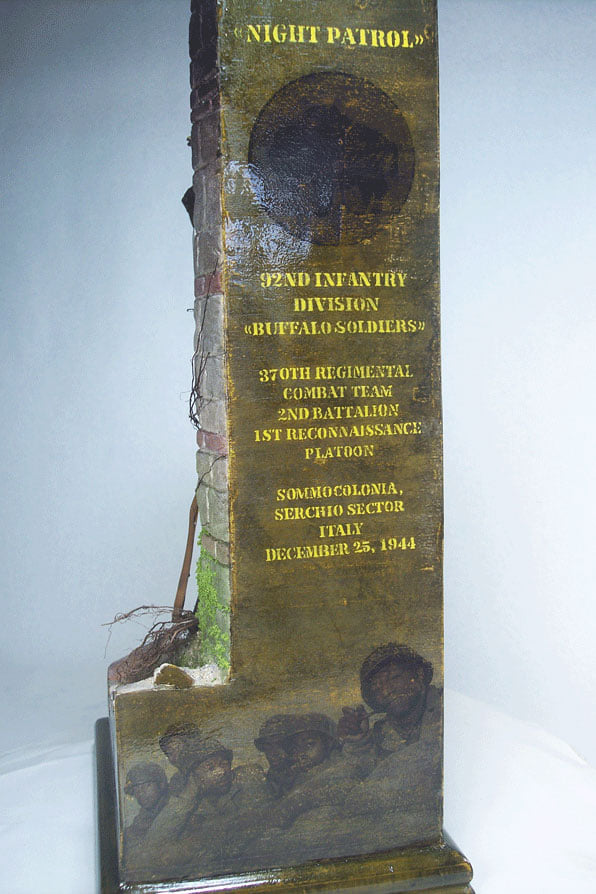 «NIGHT PATROL»
92ND INFANTRY
DIVISION
«BUFFALO SOLDIERS»
370TH REGIMENTAL
COMBAT TEAM
2ND BATTALION
1ST RECONNAISSANCE
PLATOON
SOMMOCOLONIA,
SERCHIO SECTOR
ITALY
DECEMBER 25, 1944